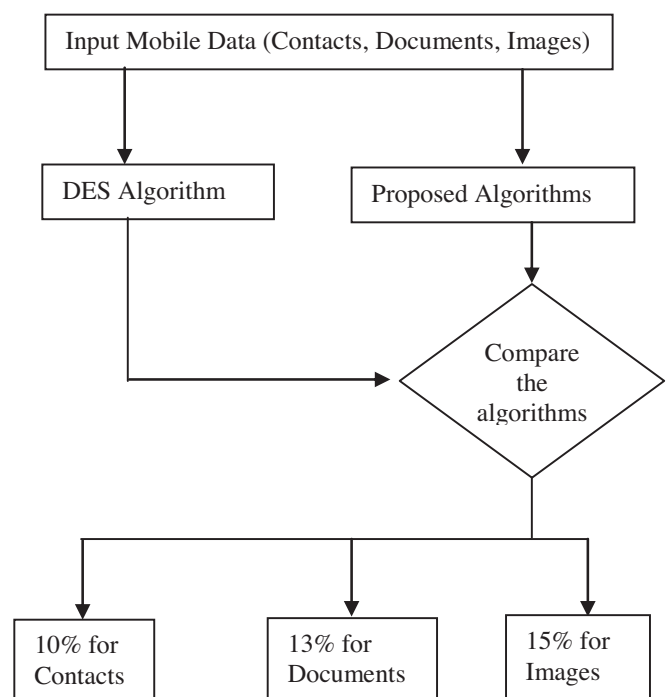 Input Mobile Data (Contacts, Documents, Images)
DES Algorithm
Proposed Algorithms
Compare
the
algorithms
10% for
Contacts
13% for
Documents
15% for
Images